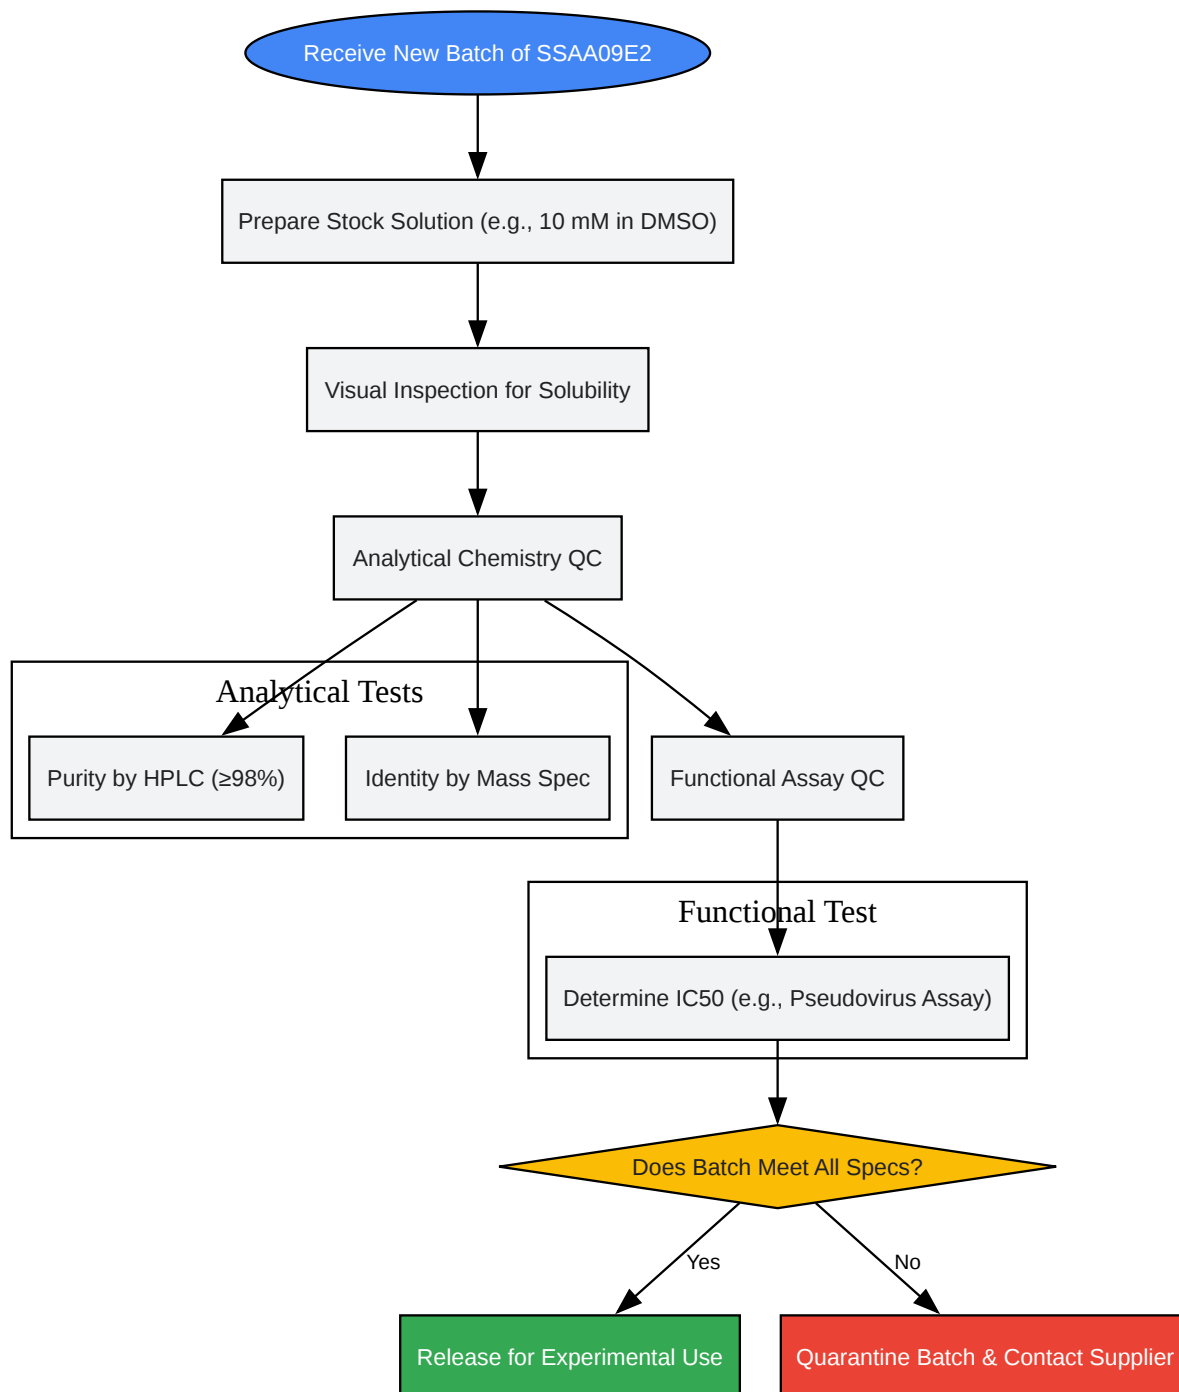 Receive New Batch of SSAA09E2
Prepare Stock Solution (e.g., 10 mM in DMSO)
Visual Inspection for Solubility
Analytical Chemistry QC
Analytical Tests
Purity by HPLC (≥98%)
Identity by Mass Spec
Functional Assay QC
Functional Test
Determine IC50 (e.g., Pseudovirus Assay)
Does Batch Meet All Specs?
Yes
No
Release for Experimental Use
Quarantine Batch & Contact Supplier